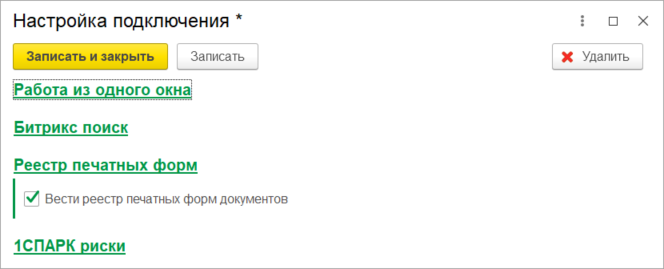 Настройка подключения *
Записать и закрыть Записать Удалить
Работа из одного окна
Битрикс поиск
Реестр печатных форм
Вести реестр печатных форм документов
1СПАРК риски